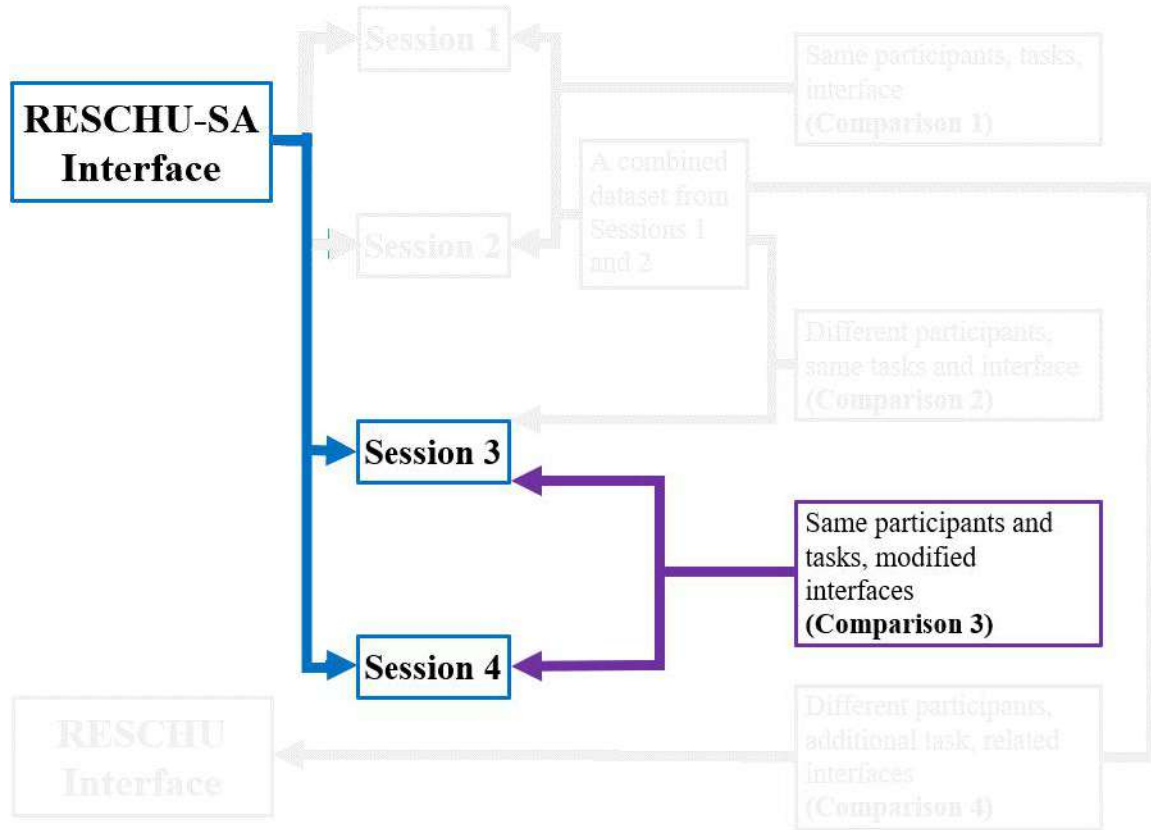 Session 1
Same participants, tasks,
interface
(Comparison 1)
RESCHU-SA
Interface
A combined
dataset from
Sessions 1
and 2
Session 2
Different participants,
same tasks and interface
(Comparison 2)
Session 3
Same participants and
tasks, modified
interfaces
(Comparison 3)
Session 4
RESCHU
Interface
Different participants,
additional task, related
interfaces
(Comparison 4)